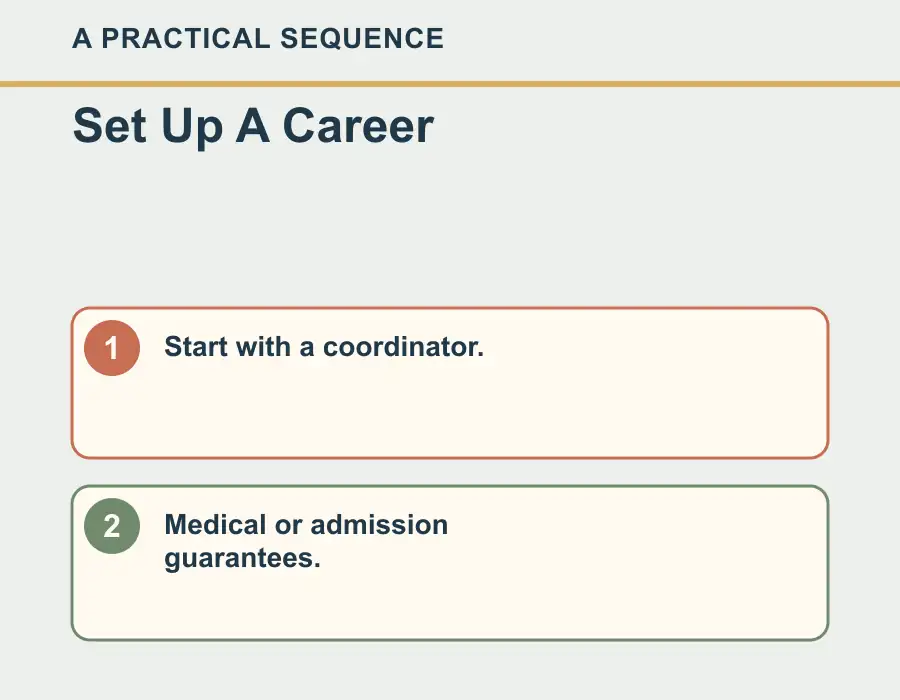 A PRACTICAL SEQUENCE
Set Up A Career
1 Start with a coordinator.
2 Medical or admission
guarantees.